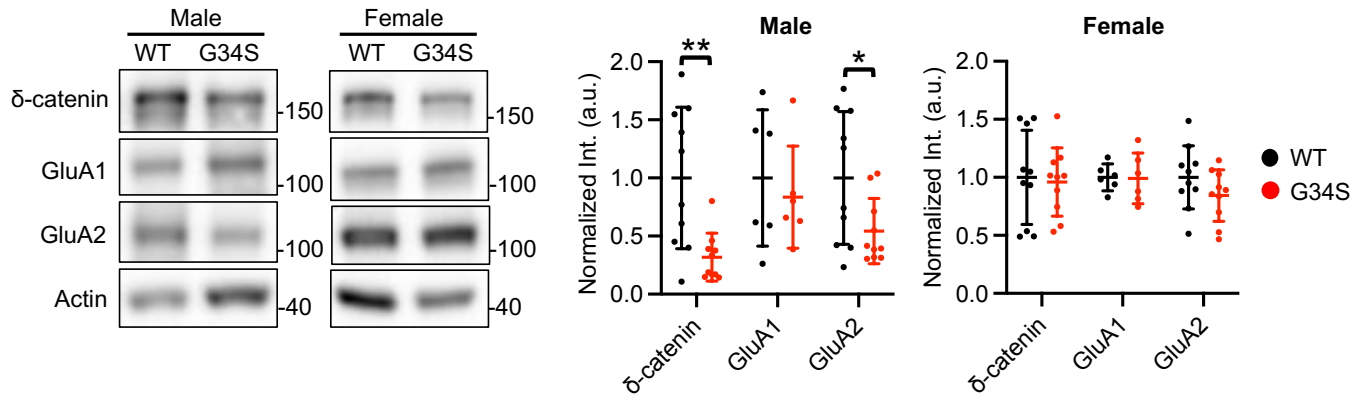 Male
Female
WT G34S
WT G34S
δ-catenin
-150
-150
GluA1
-100
-100
GluA2
-100
-100
Actin
-40
-40
Male
Normalized Int. (a.u.)
2.0
1.5
1.0
0.5
0.0
**
*
δ-catenin
GluA1
GluA2
Female
Normalized Int. (a.u.)
2.0
1.5
1.0
0.5
0.0
δ-catenin
GluA1
GluA2
WT
G34S